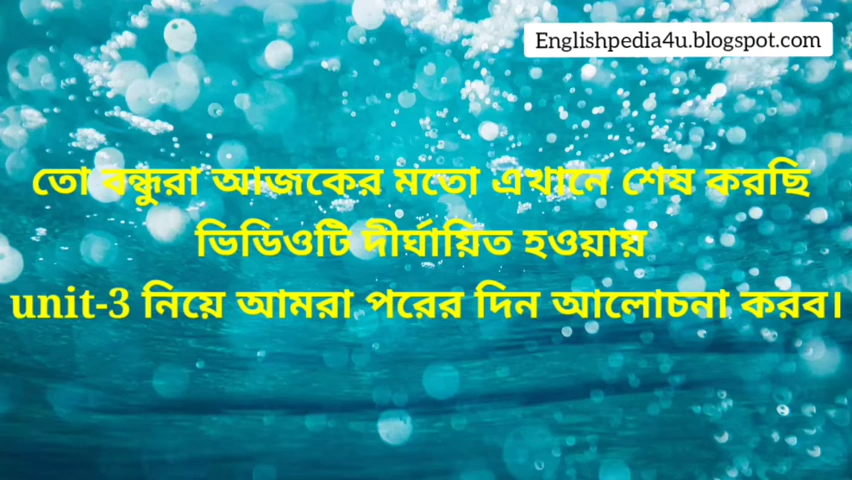 Englishpedia4u.blogspot.com
তো বন্ধুরা আজকের মতো এখানে শেষ করছি
ভিডিওটি দীর্ঘায়িত হওয়ায়
unit-3 নিয়ে আমরা পরের দিন আলোচনা করব।